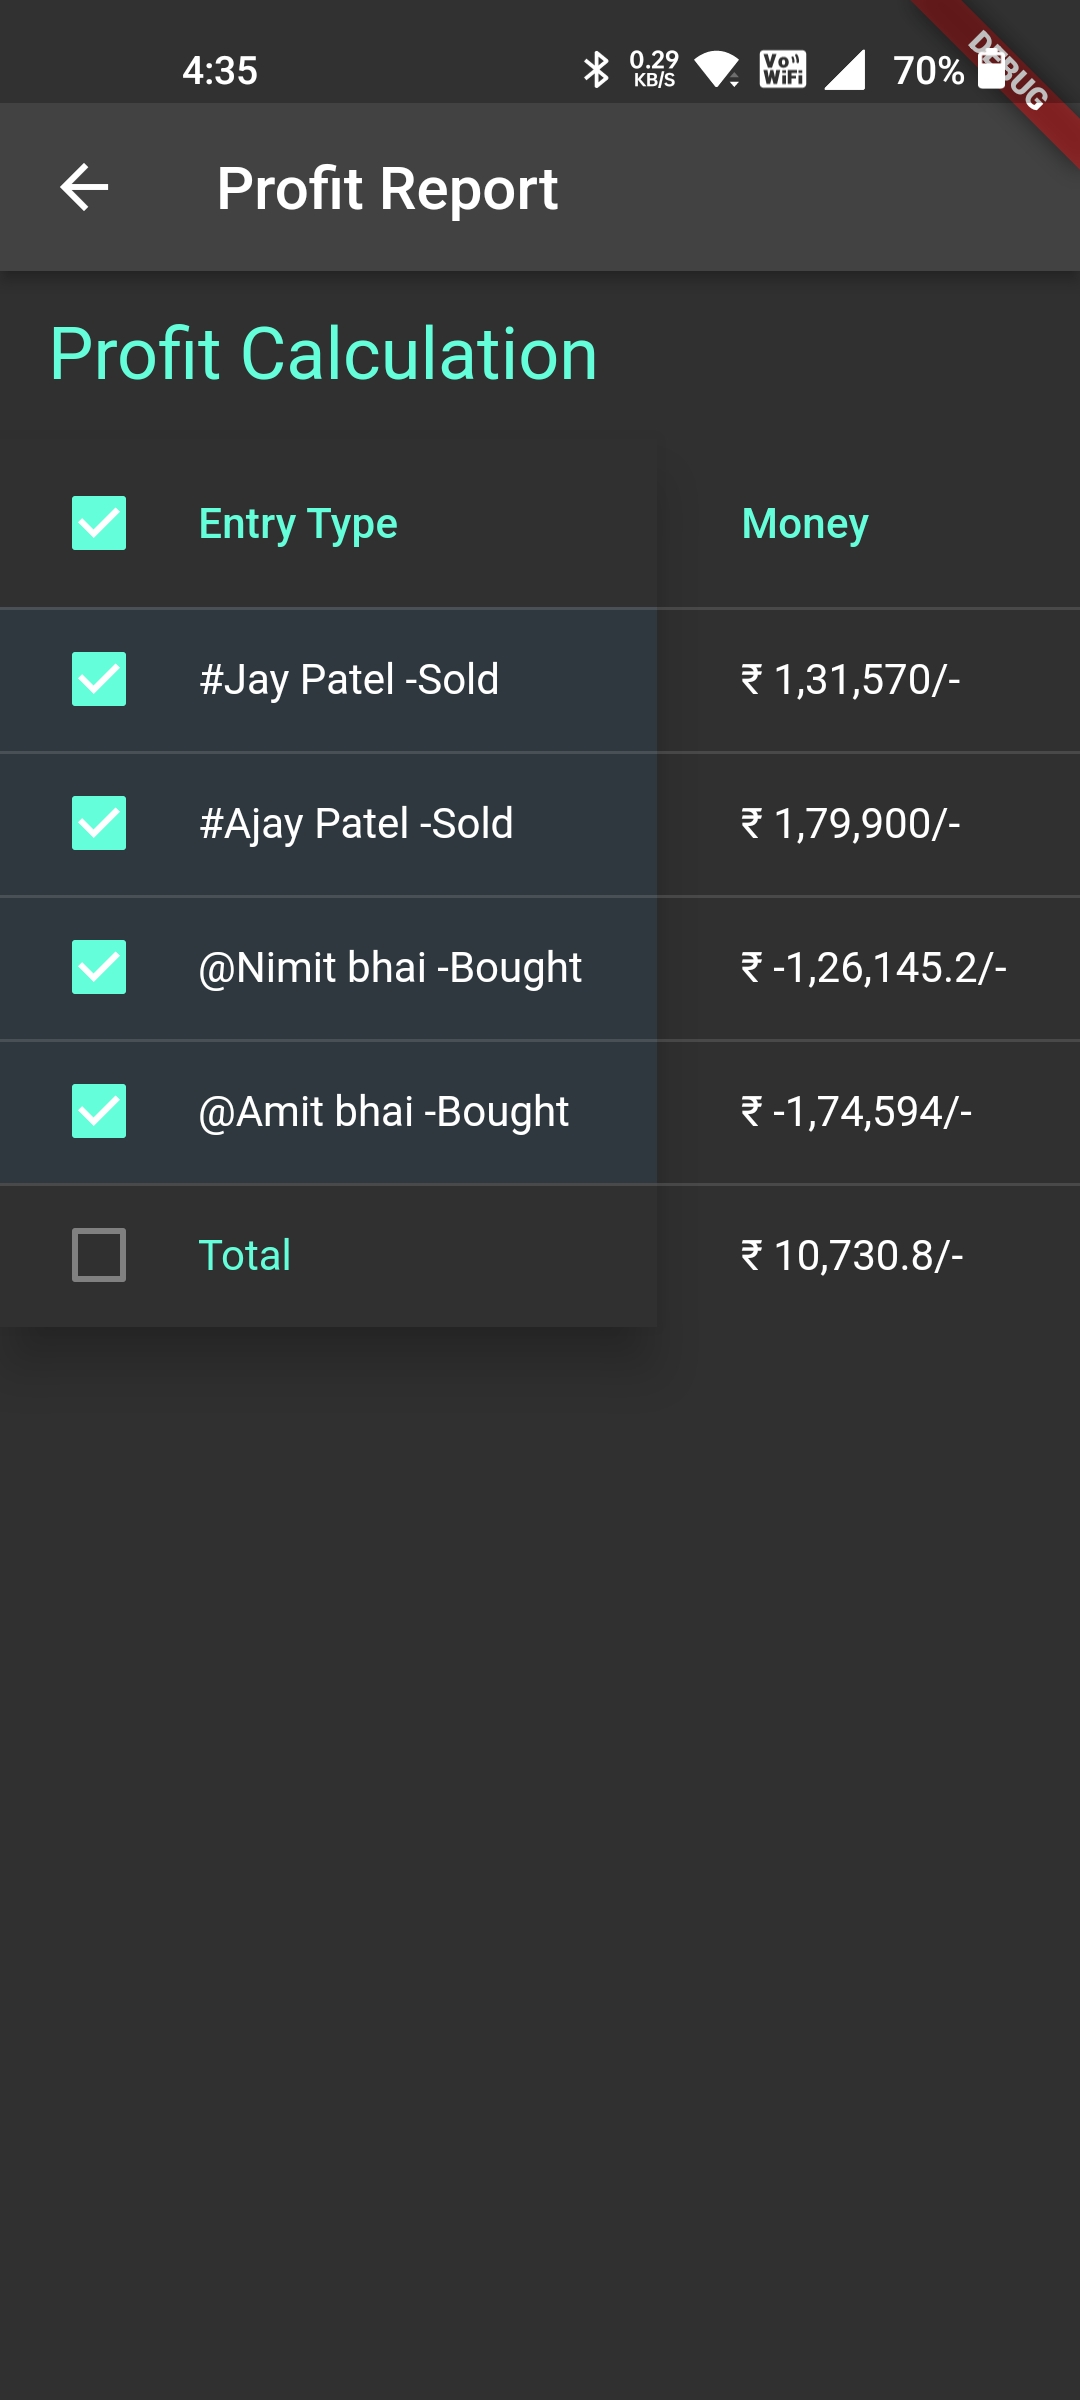 4:35 0.29 KB/S Vo WiFi 70% DEBUG
Profit Report
Profit Calculation
Entry Type Money
#Jay Patel -Sold ₹ 1,31,570/-
#Ajay Patel -Sold ₹ 1,79,900/-
@Nimit bhai -Bought ₹ -1,26,145.2/-
@Amit bhai -Bought ₹ -1,74,594/-
Total ₹ 10,730.8/-